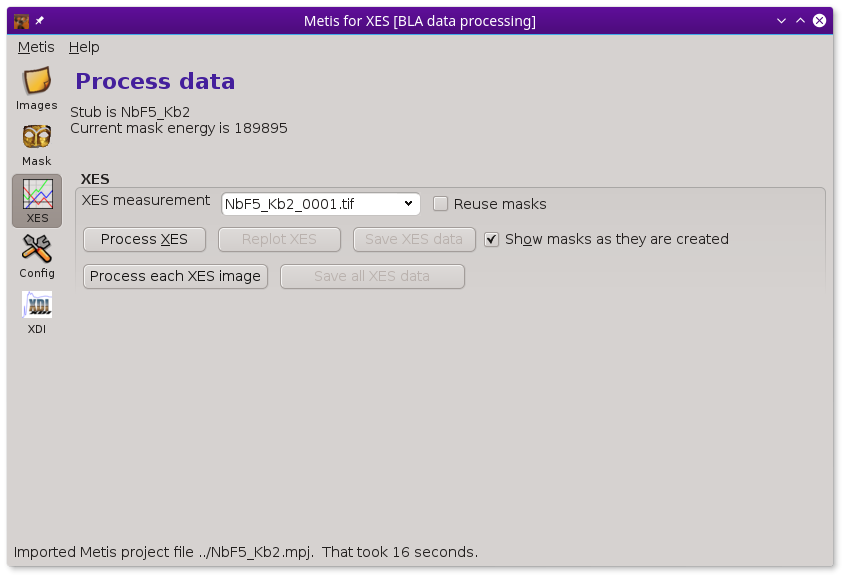 Metis for XES [BLA data processing]
Metis Help
Images
Mask
XES
Config
XDI
XDI
Process data
Stub is NbF5_Kb2
Current mask energy is 189895
XES
XES measurement NbF5_Kb2_0001.tif Reuse masks
Process XES Replot XES Save XES data Show masks as they are created
Process each XES image Save all XES data
Imported Metis project file ../NbF5_Kb2.mpj. That took 16 seconds.